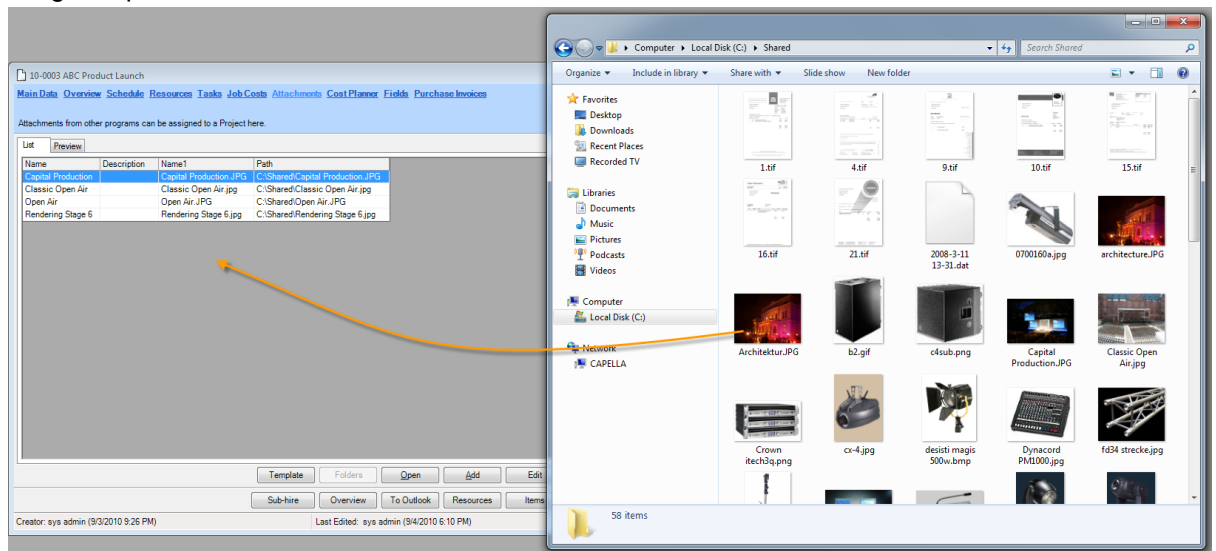 10-0003 ABC Product Launch
Main Data Overview Schedule Resources Tasks Job Costs Attachments Cost Planner Fields Purchase Invoices
Attachments from other programs can be assigned to a Project here.
List Preview
Name Description Name1 Path
Capital Production Capital Production.JPG C:\Shared\Capital Production.JPG
Classic Open Air Classic Open Air.jpg C:\Shared\Classic Open Air.jpg
Open Air Open Air.JPG C:\Shared\Open Air.JPG
Rendering Stage 6 Rendering Stage 6.jpg C:\Shared\Rendering Stage 6.jpg
Template Folders Open Add Edit
Sub-hire Overview To Outlook Resources Items
Creator: sys admin (9/3/2010 9:26 PM) Last Edited: sys admin (9/4/2010 6:10 PM)
Computer Local Disk (C:) Shared
Search Shared
Organize Include in library Share with Slide show New folder
Favorites
Desktop
Downloads
Recent Places
Recorded TV
Libraries
Documents
Music
Pictures
Podcasts
Videos
Computer
Local Disk (C:)
Network
CAPELLA
1.tif 4.tif 9.tif 10.tif 15.tif
16.tif 21.tif 2008-3-11 0700160a.jpg architecture.JPG
13-31.dat
Architektur.JPG b2.gif c4sub.png Capital Classic Open
Production.JPG Air.jpg
Crown cx-4.jpg desisti magis Dynacord fd34 strecke.jpg
itech3q.png 500w.bmp PM1000.jpg
58 items